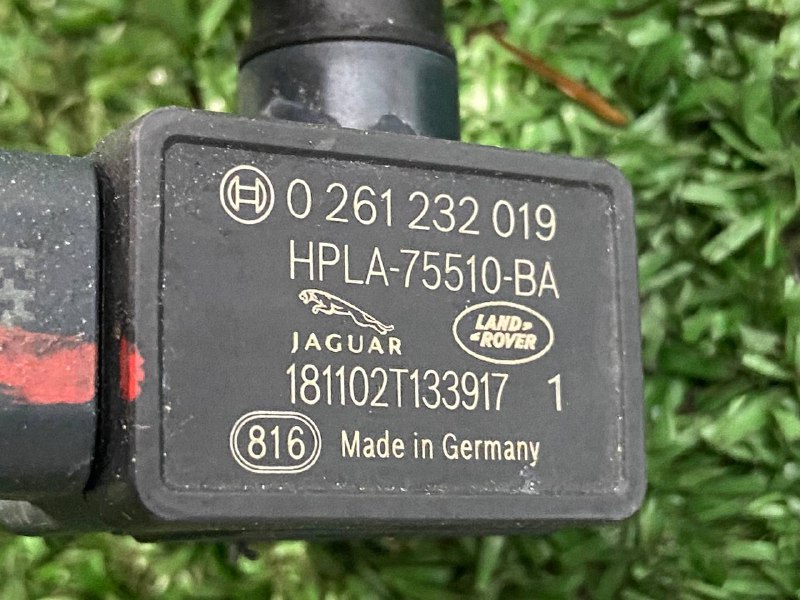 0 261 232 019
HPLA-75510-BA
JAGUAR
LAND-
ROVER
181102T133917 1
816 Made in Germany